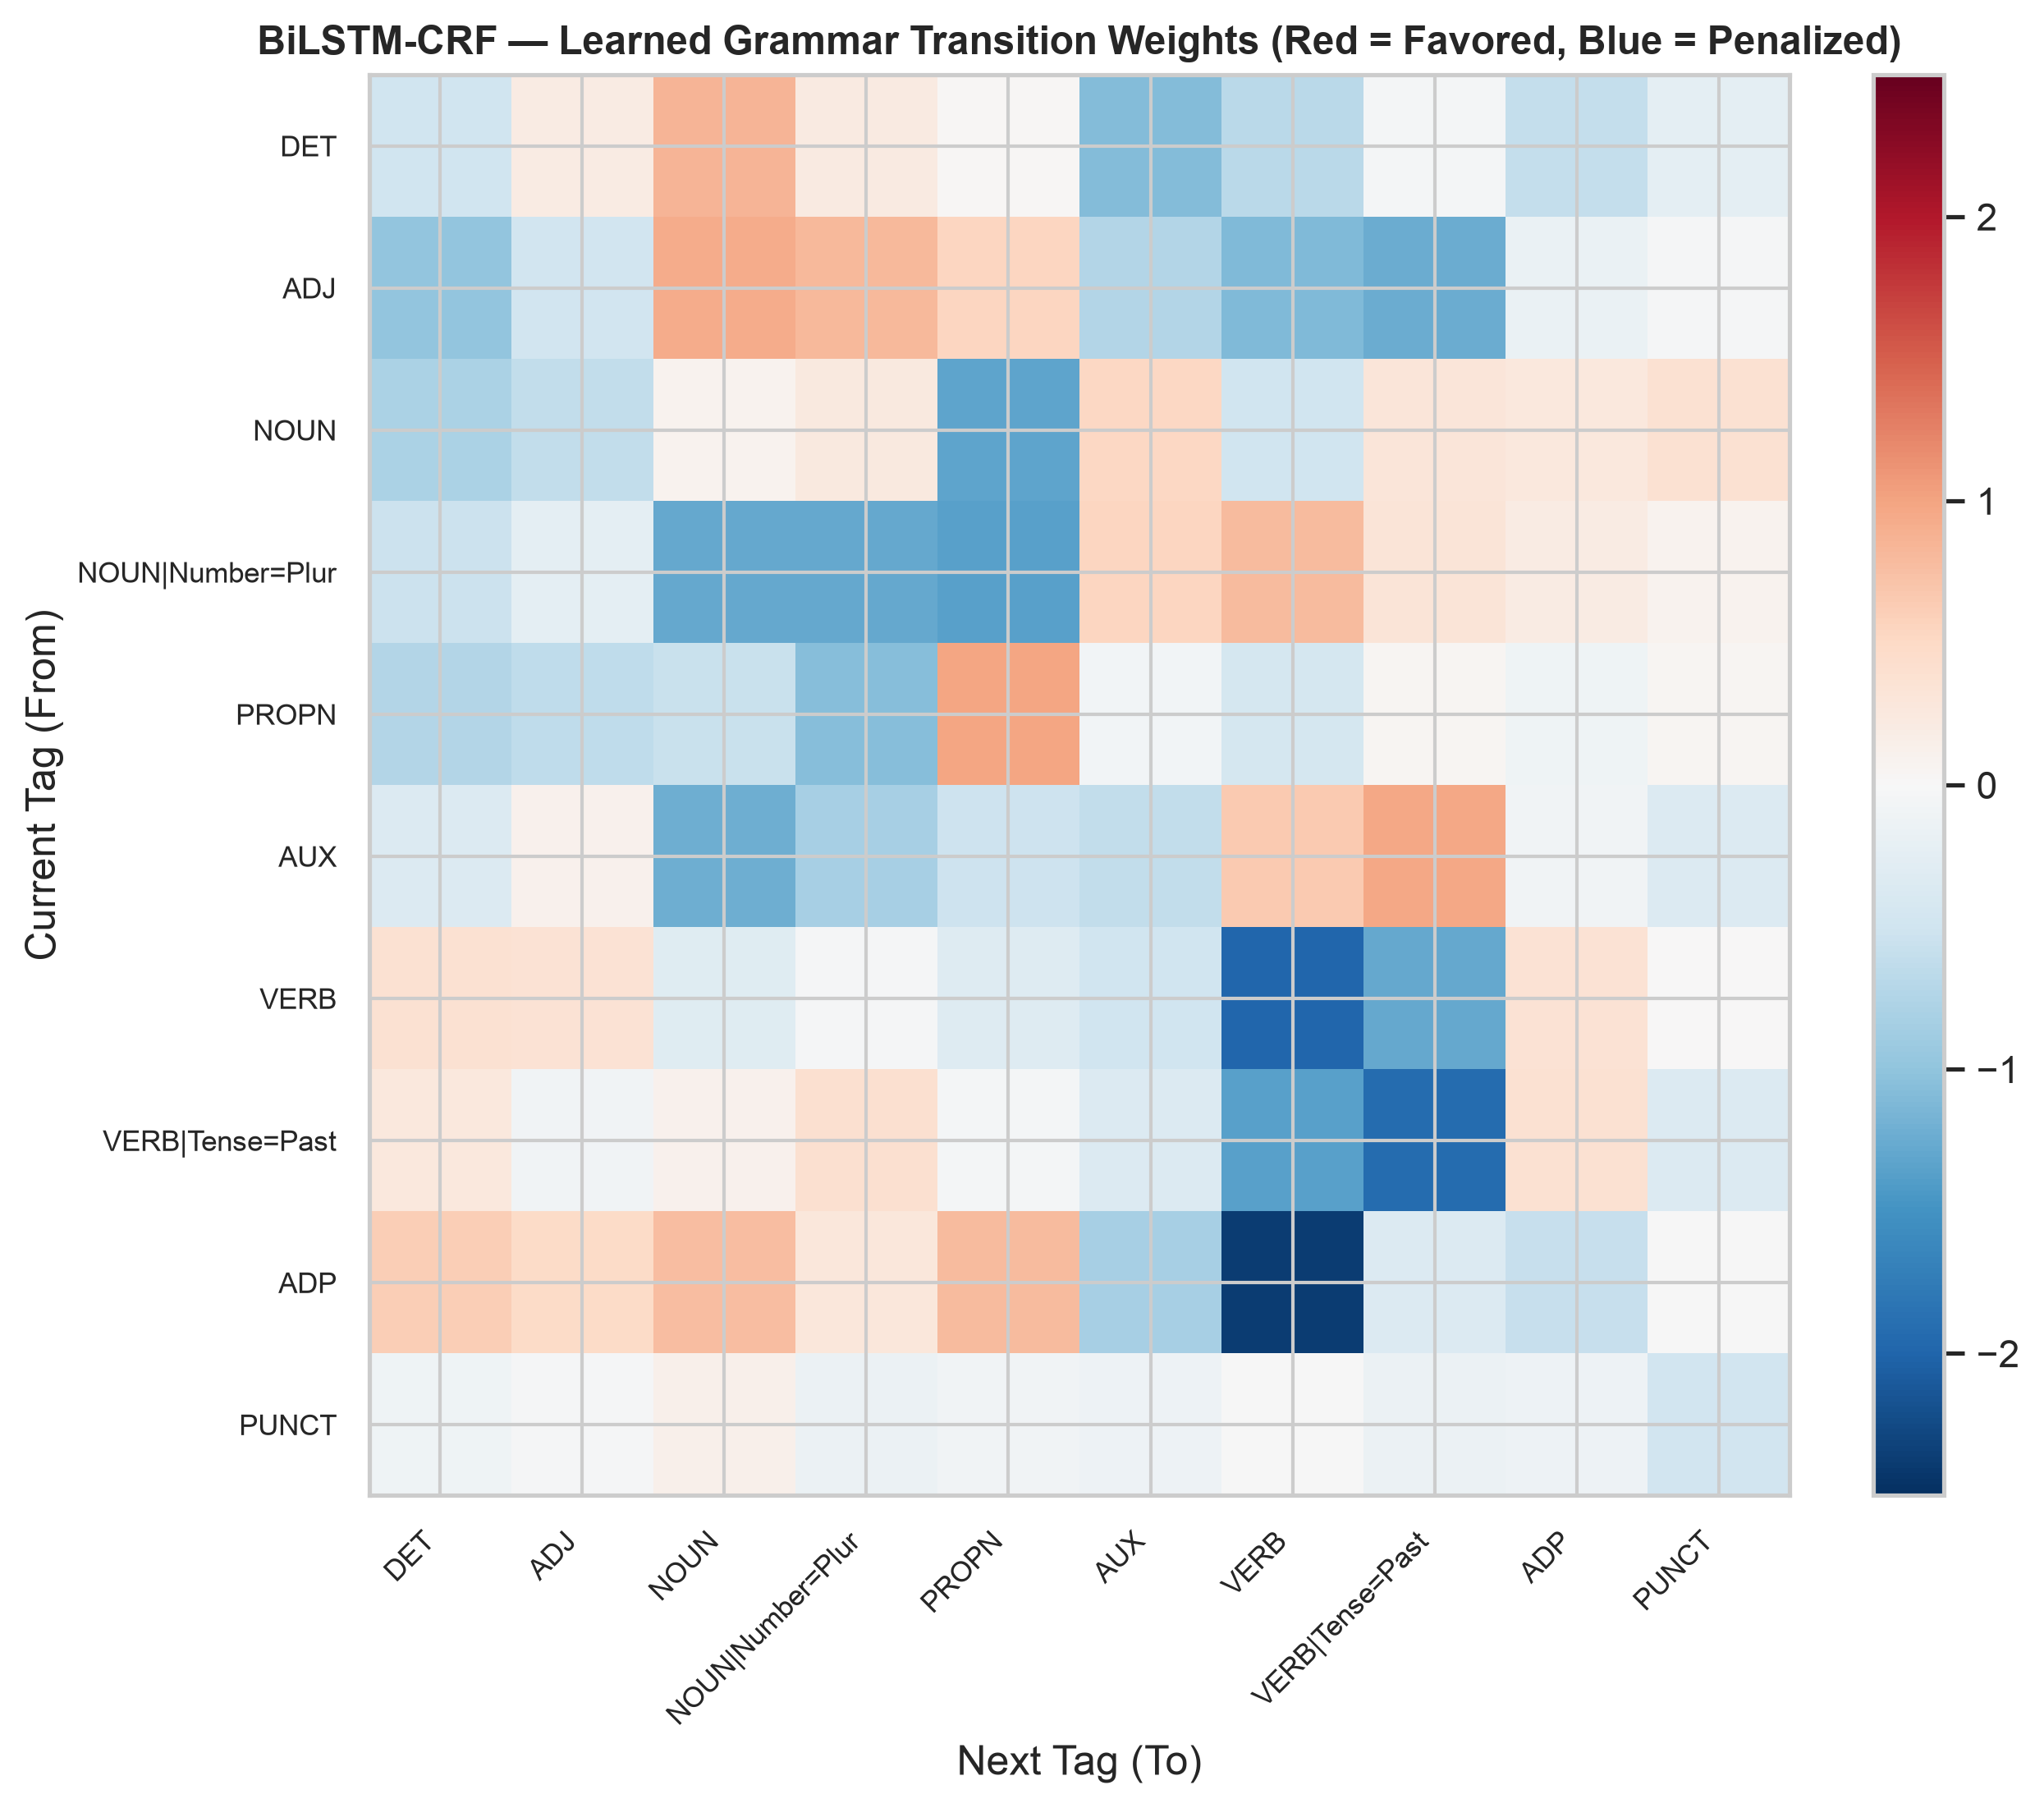 BiLSTM-CRF — Learned Grammar Transition Weights (Red = Favored, Blue = Penalized)
Current Tag (From)
DET
ADJ
NOUN
NOUN|Number=Plur
PROPN
AUX
VERB
VERB|Tense=Past
ADP
PUNCT
DET
ADJ
NOUN
NOUN|Number=Plur
PROPN
AUX
VERB
VERB|Tense=Past
ADP
PUNCT
Next Tag (To)
2
1
0
−1
−2